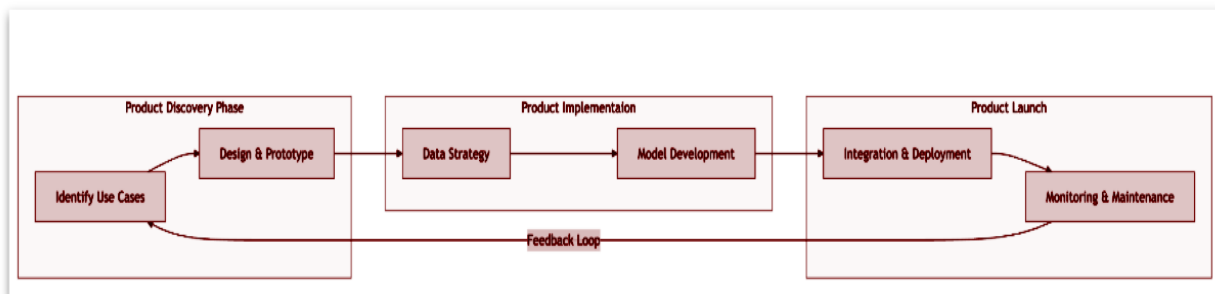 Product Discovery Phase
Identify Use Cases
Design & Prototype
Product Implementaion
Data Strategy
Model Development
Product Launch
Integration & Deployment
Monitoring & Maintenance
Feedback Loop